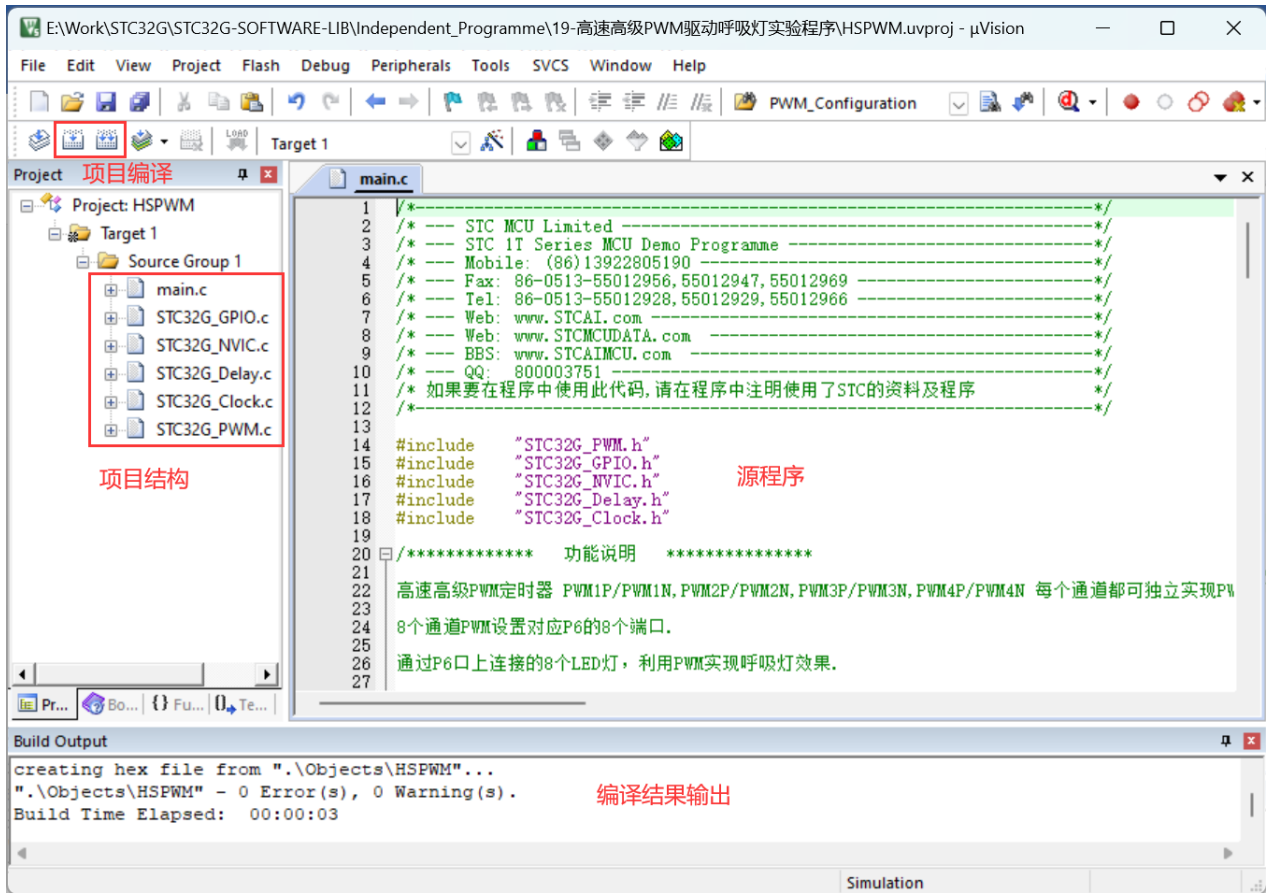 E:\Work\STC32G\STC32G-SOFTWARE-LIB\Independent_Programme\19-高速高级PWM驱动呼吸灯实验程序\HSPWM.uvproj - µVision
File Edit View Project Flash Debug Peripherals Tools SVCS Window Help
PWM_Configuration
LOAD Target 1
Project 项目编译
Project: HSPWM
Target 1
Source Group 1
main.c
STC32G_GPIO.c
STC32G_NVIC.c
STC32G_Delay.c
STC32G_Clock.c
STC32G_PWM.c
项目结构
Pr... Bo... {} Fu... Te...
main.c
1 /*---------------------------------------------------------------------*/
2 /* --- STC MCU Limited ------------------------------------------------*/
3 /* --- STC 1T Series MCU Demo Programme -------------------------------*/
4 /* --- Mobile: (86)13922805190 ----------------------------------------*/
5 /* --- Fax: 86-0513-55012956,55012947,55012969 ------------------------*/
6 /* --- Tel: 86-0513-55012928,55012929,55012966 ------------------------*/
7 /* --- Web: www.STCAI.com ---------------------------------------------*/
8 /* --- Web: www.STCMCUDATA.com  ---------------------------------------*/
9 /* --- BBS: www.STCAIMCU.com  -----------------------------------------*/
10 /* --- QQ:  800003751 -------------------------------------------------*/
11 /* 如果要在程序中使用此代码,请在程序中注明使用了STC的资料及程序            */
12 /*---------------------------------------------------------------------*/
13
14 #include "STC32G_PWM.h"
15 #include "STC32G_GPIO.h"
16 #include "STC32G_NVIC.h"
17 #include "STC32G_Delay.h"
18 #include "STC32G_Clock.h"
源程序
19
20 /************* 功能说明 ***************
21
22 高速高级PWM定时器 PWM1P/PWM1N,PWM2P/PWM2N,PWM3P/PWM3N,PWM4P/PWM4N 每个通道都可独立实现PW
23
24 8个通道PWM设置对应P6的8个端口.
25
26 通过P6口上连接的8个LED灯，利用PWM实现呼吸灯效果.
27
Build Output
creating hex file from ".\Objects\HSPWM"...
".\Objects\HSPWM" - 0 Error(s), 0 Warning(s).
Build Time Elapsed:  00:00:03
编译结果输出
Simulation